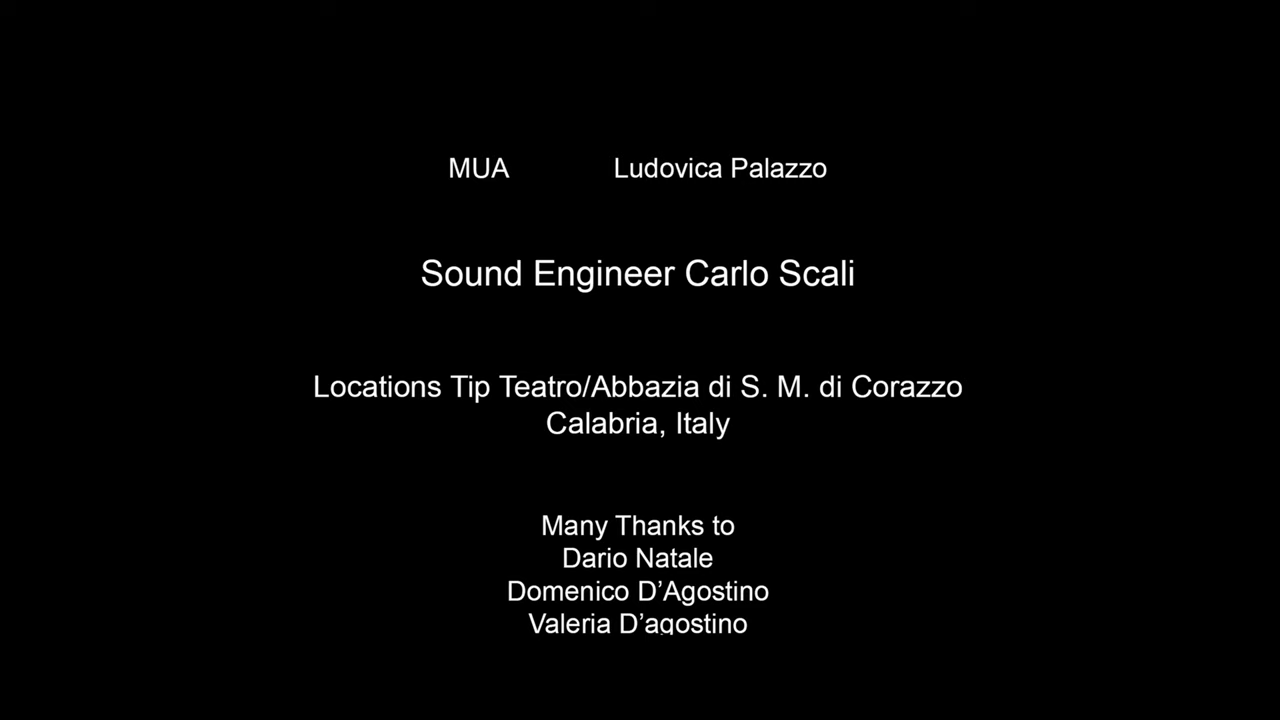 MUA Ludovica Palazzo
Sound Engineer Carlo Scali
Locations Tip Teatro/Abbazia di S. M. di Corazzo
Calabria, Italy
Many Thanks to
Dario Natale
Domenico D’Agostino
Valeria D’agostino